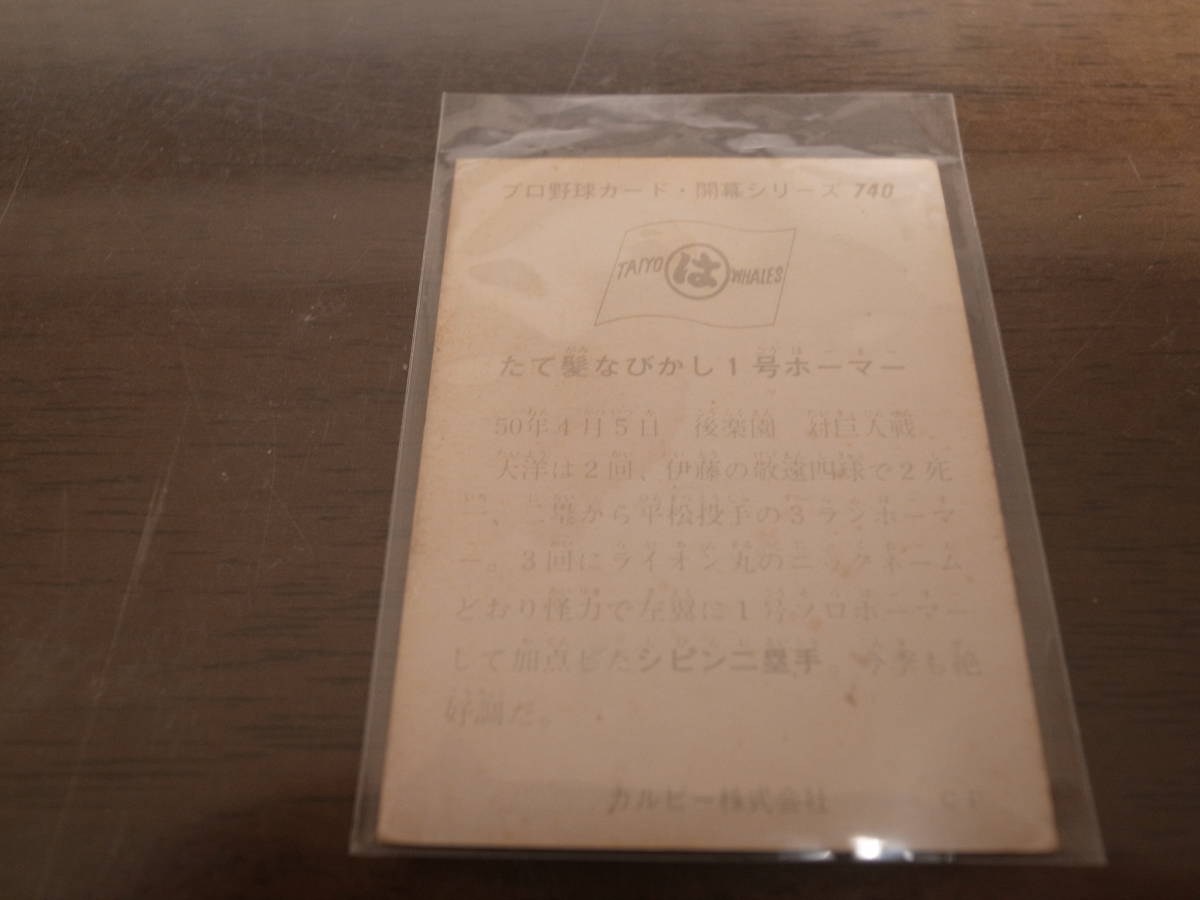 プロ野球カード・開幕シリーズ 740
TAIYO は WHALES
たて髪なびかし1号ホーマー
50年4月5日 後楽園 対巨人戦
大洋は2回、伊藤の敬遠四球で2死
一、二塁から平松投手の3ランホーマ
ー。3回にライオン丸のニックネーム
どおり怪力で左翼に1号ソロホーマー
して加点したシピン二塁手。今季も絶
好調だ。
カルビー株式会社